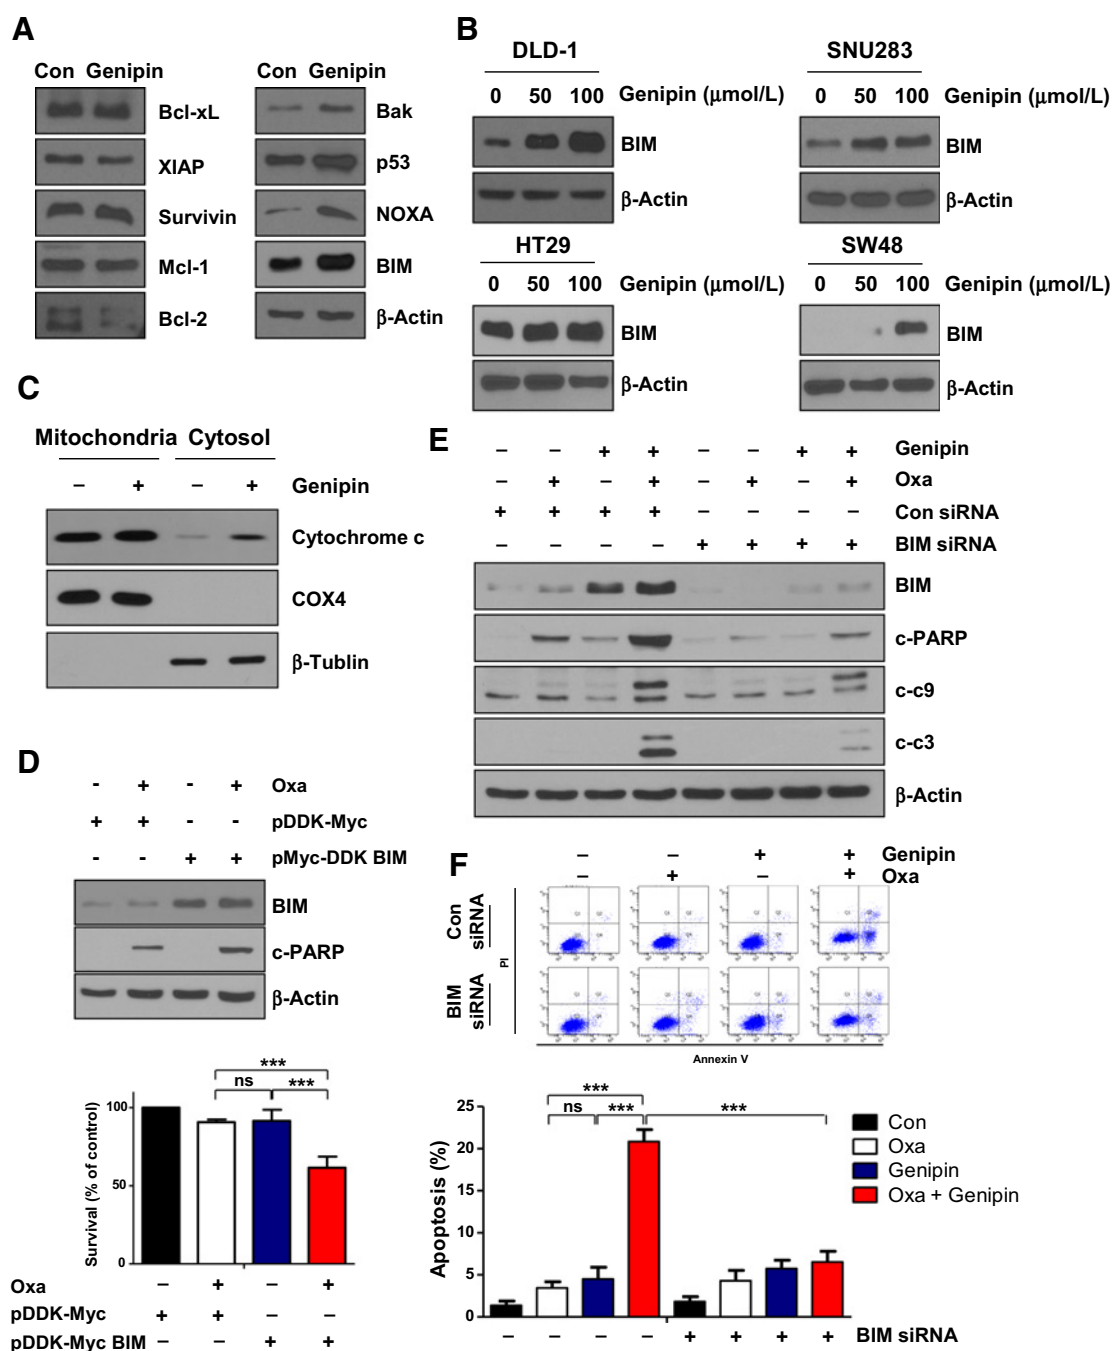 A
Con Genipin
Bcl-xL
XIAP
Survivin
Mcl-1
Bcl-2
Con Genipin
Bak
p53
NOXA
BIM
β-Actin
B
DLD-1
0 50 100 Genipin (μmol/L)
BIM
β-Actin
SNU283
0 50 100 Genipin (μmol/L)
BIM
β-Actin
HT29
0 50 100 Genipin (μmol/L)
BIM
β-Actin
SW48
0 50 100 Genipin (μmol/L)
BIM
β-Actin
C
Mitochondria Cytosol
– + – + Genipin
Cytochrome c
COX4
β-Tublin
D
- + - + Oxa
+ + - - pDDK-Myc
- - + + pMyc-DDK BIM
BIM
c-PARP
β-Actin
Survival (% of control)
100
50
0
***
ns ***
Oxa – + – +
pDDK-Myc + + – –
pDDK-Myc BIM – – + +
E
– – + + – – + + Genipin
– + – + – + – + Oxa
+ + + + – – – – Con siRNA
– – – – + + + + BIM siRNA
BIM
c-PARP
c-c9
c-c3
β-Actin
F
– – + + Genipin
– + – + Oxa
Con siRNA
BIM siRNA
PI
Annexin V
Apoptosis (%)
25
20
15
10
5
0
***
ns *** ***
Con
Oxa
Genipin
Oxa + Genipin
– – – – + + + + BIM siRNA